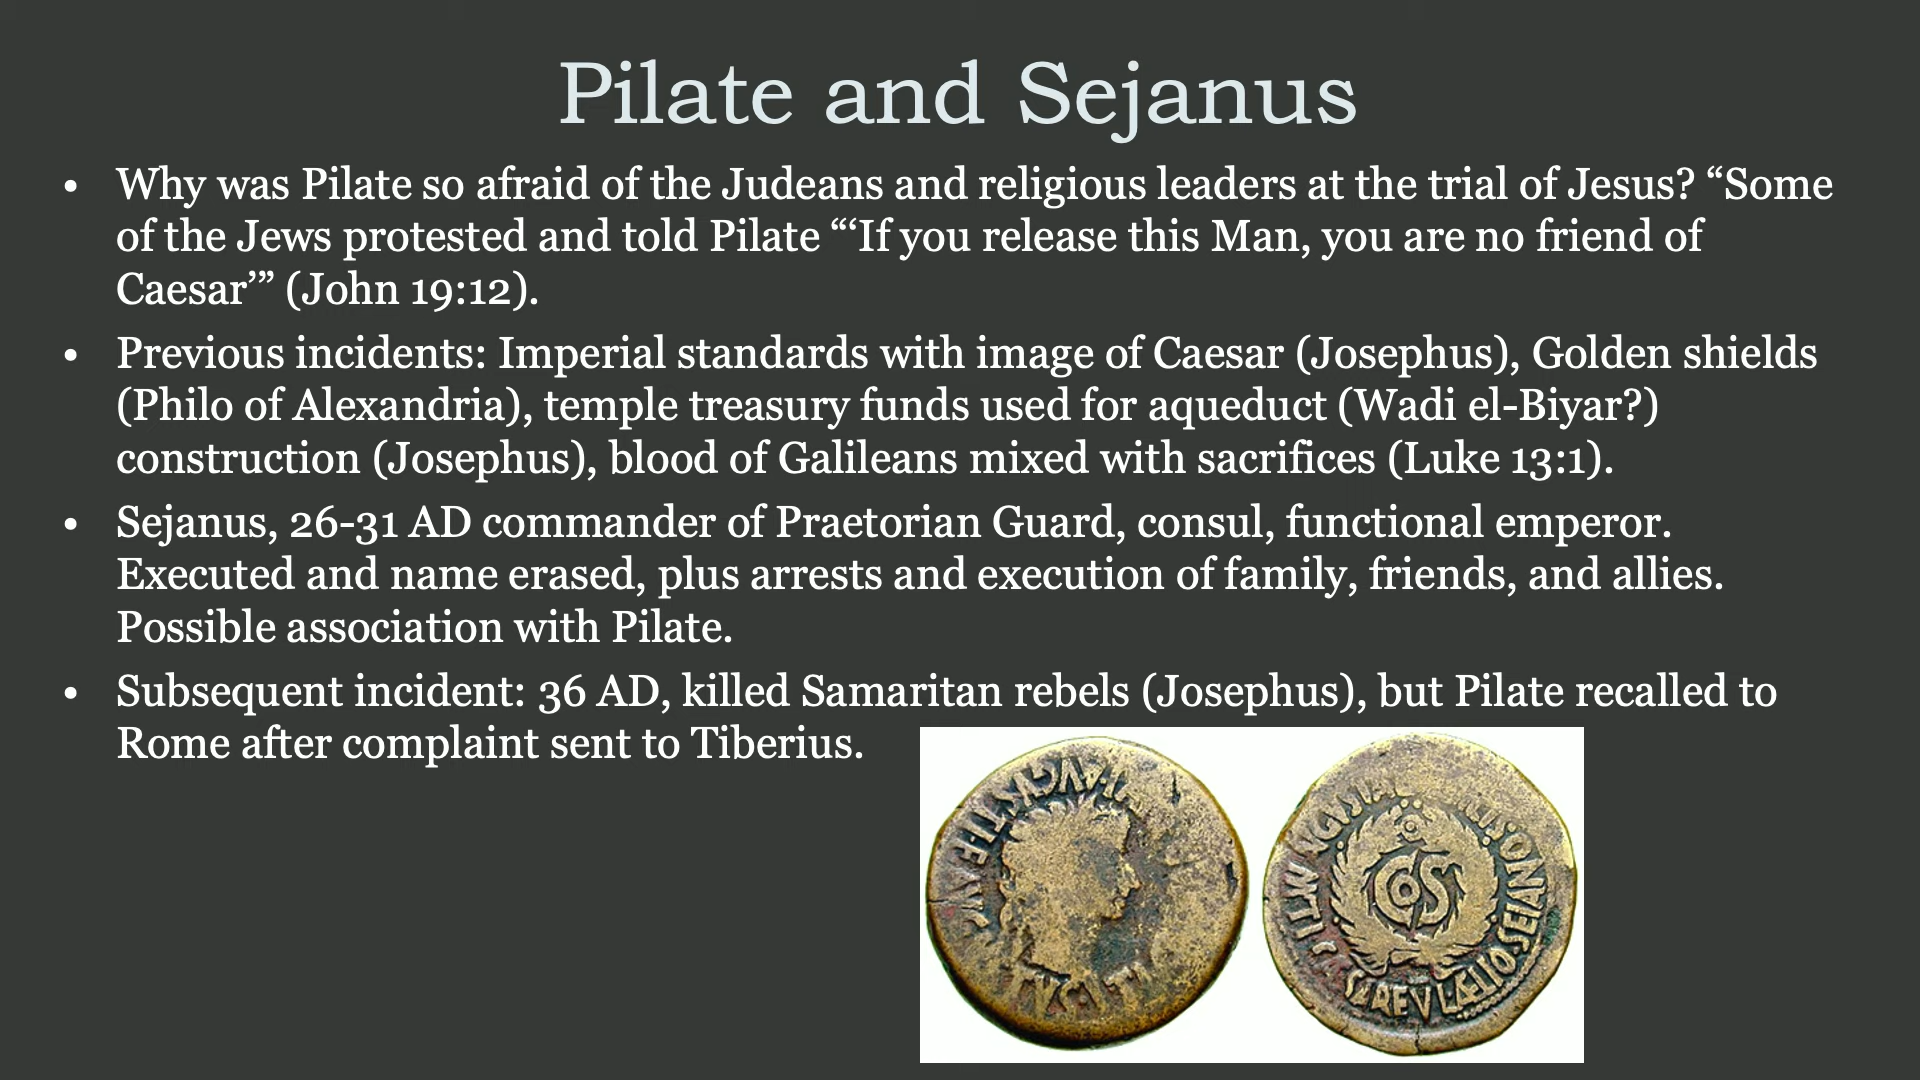 Pilate and Sejanus
• Why was Pilate so afraid of the Judeans and religious leaders at the trial of Jesus? “Some
of the Jews protested and told Pilate “‘If you release this Man, you are no friend of
Caesar’” (John 19:12).
• Previous incidents: Imperial standards with image of Caesar (Josephus), Golden shields
(Philo of Alexandria), temple treasury funds used for aqueduct (Wadi el-Biyar?)
construction (Josephus), blood of Galileans mixed with sacrifices (Luke 13:1).
• Sejanus, 26-31 AD commander of Praetorian Guard, consul, functional emperor.
Executed and name erased, plus arrests and execution of family, friends, and allies.
Possible association with Pilate.
• Subsequent incident: 36 AD, killed Samaritan rebels (Josephus), but Pilate recalled to
Rome after complaint sent to Tiberius.
COS